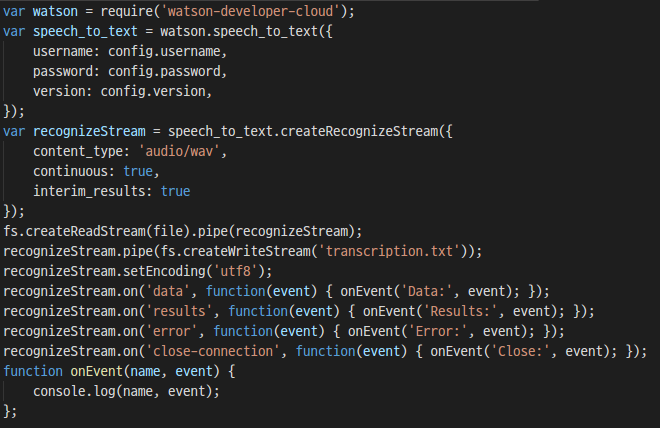 var watson = require('watson-developer-cloud');
var speech_to_text = watson.speech_to_text({
    username: config.username,
    password: config.password,
    version: config.version,
});
var recognizeStream = speech_to_text.createRecognizeStream({
    content_type: 'audio/wav',
    continuous: true,
    interim_results: true
});
fs.createReadStream(file).pipe(recognizeStream);
recognizeStream.pipe(fs.createWriteStream('transcription.txt'));
recognizeStream.setEncoding('utf8');
recognizeStream.on('data', function(event) { onEvent('Data:', event); });
recognizeStream.on('results', function(event) { onEvent('Results:', event); });
recognizeStream.on('error', function(event) { onEvent('Error:', event); });
recognizeStream.on('close-connection', function(event) { onEvent('Close:', event); });
function onEvent(name, event) {
    console.log(name, event);
};